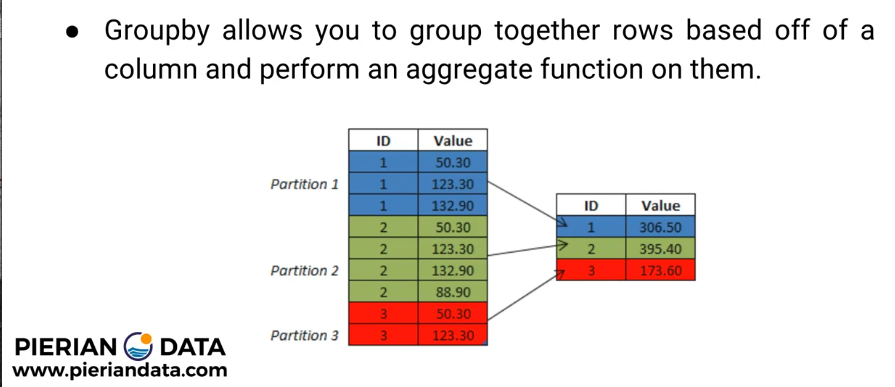 ● Groupby allows you to group together rows based off of a
column and perform an aggregate function on them.
ID Value
1 50.30
Partition 1 1 123.30
1 132.90
2 50.30
2 123.30
Partition 2 2 132.90
2 88.90
3 50.30
Partition 3 3 123.30
ID Value
1 306.50
2 395.40
3 173.60
PIERIAN DATA
www.pieriandata.com